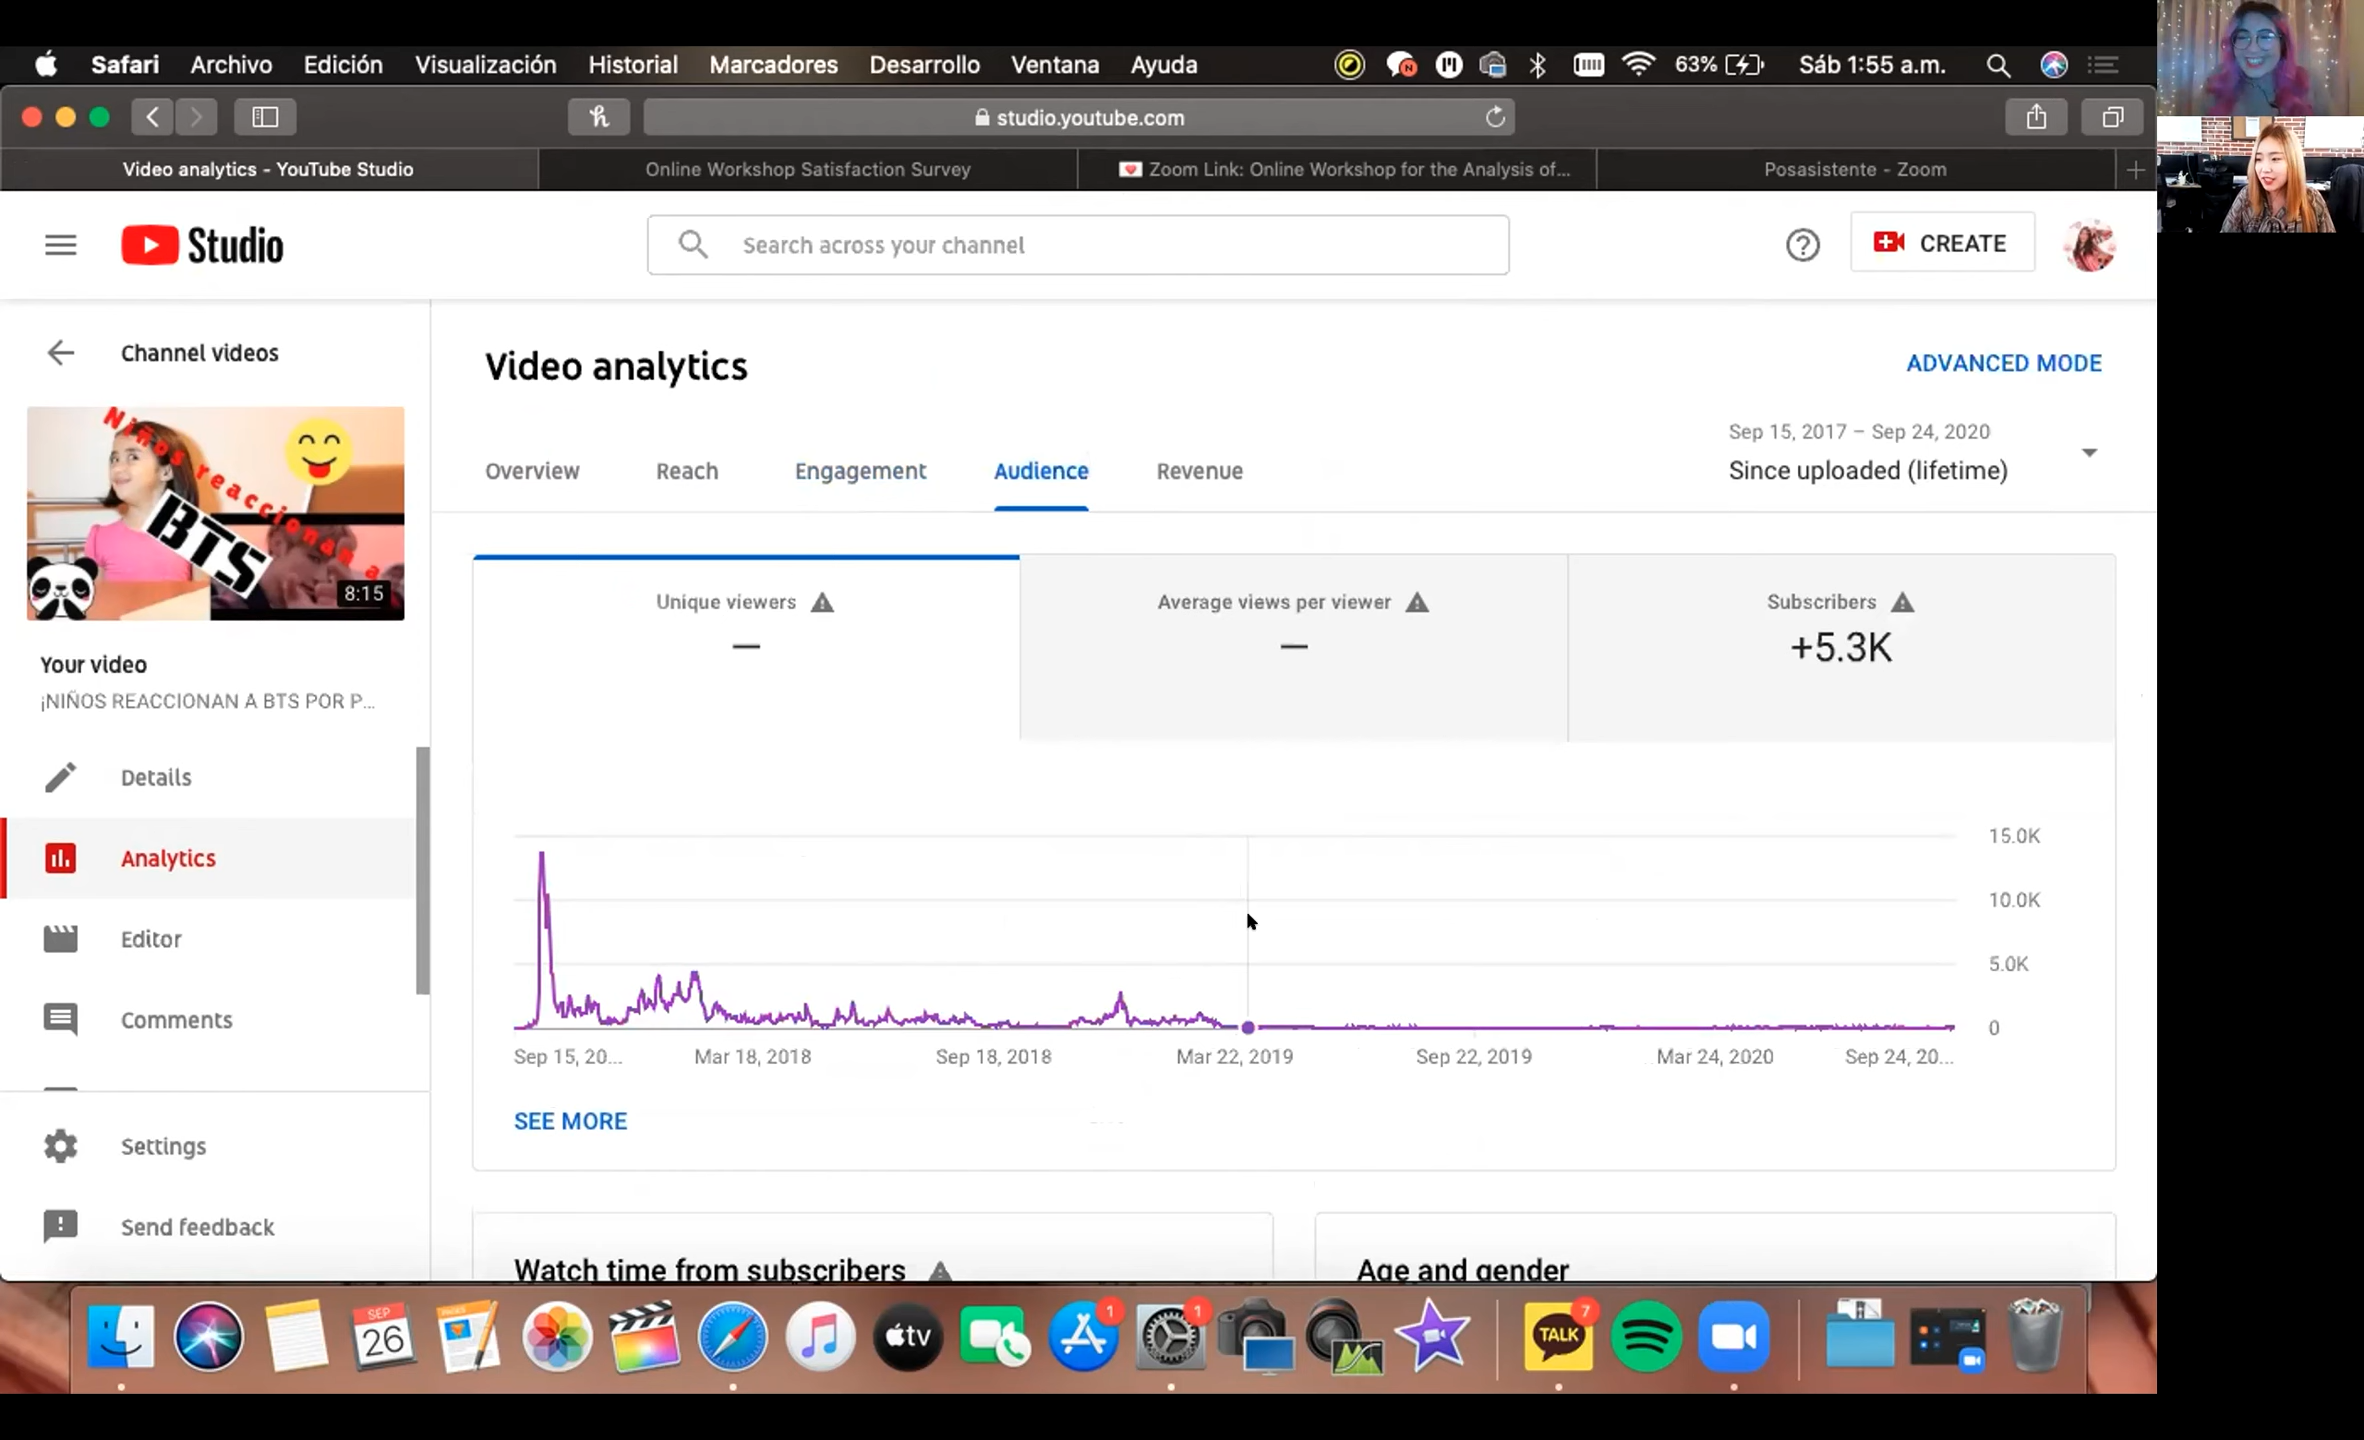 Safari Archivo Edición Visualización Historial Marcadores Desarrollo Ventana Ayuda 63% Sáb 1:55 a.m.
studio.youtube.com
Video analytics - YouTube Studio Online Workshop Satisfaction Survey Zoom Link: Online Workshop for the Analysis of... Posasistente - Zoom
Studio Search across your channel CREATE
Channel videos
Niños reaccionan a
BTS
8:15
Your video
¡NIÑOS REACCIONAN A BTS POR P...
Details
Analytics
Editor
Comments
Settings
Send feedback
Video analytics
ADVANCED MODE
Overview Reach Engagement Audience Revenue
Sep 15, 2017 – Sep 24, 2020
Since uploaded (lifetime)
Unique viewers
—
Average views per viewer
—
Subscribers
+5.3K
15.0K
10.0K
5.0K
0
Sep 15, 20... Mar 18, 2018 Sep 18, 2018 Mar 22, 2019 Sep 22, 2019 Mar 24, 2020 Sep 24, 20...
SEE MORE
Watch time from subscribers
Age and gender
SEP
26
PAGES
tv
1
1
TALK
7